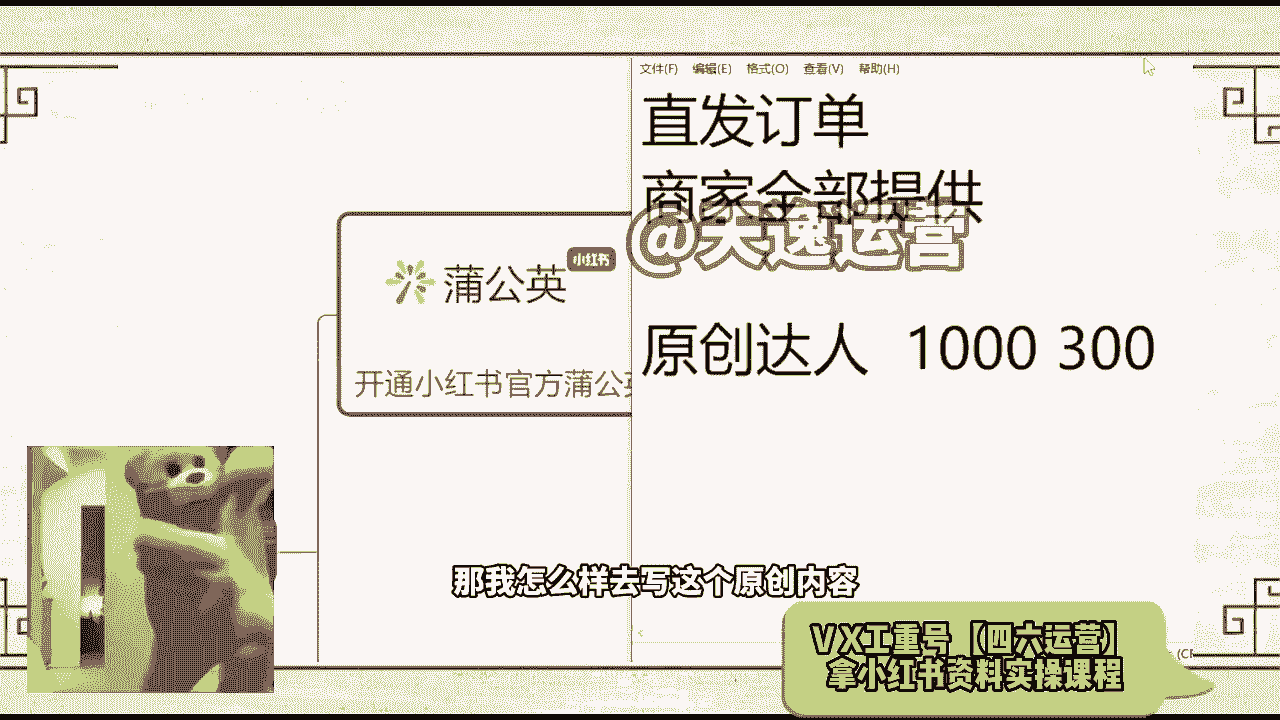 文件(F) 编辑(E) 格式(O) 查看(V) 帮助(H)
直发订单
商家全部提供
@天逸运营
小红书
蒲公英
原创达人 1000 300
开通小红书官方蒲公英
那我怎么样去写这个原创内容
VX工重号【四六运营】
拿小红书资料实操课程